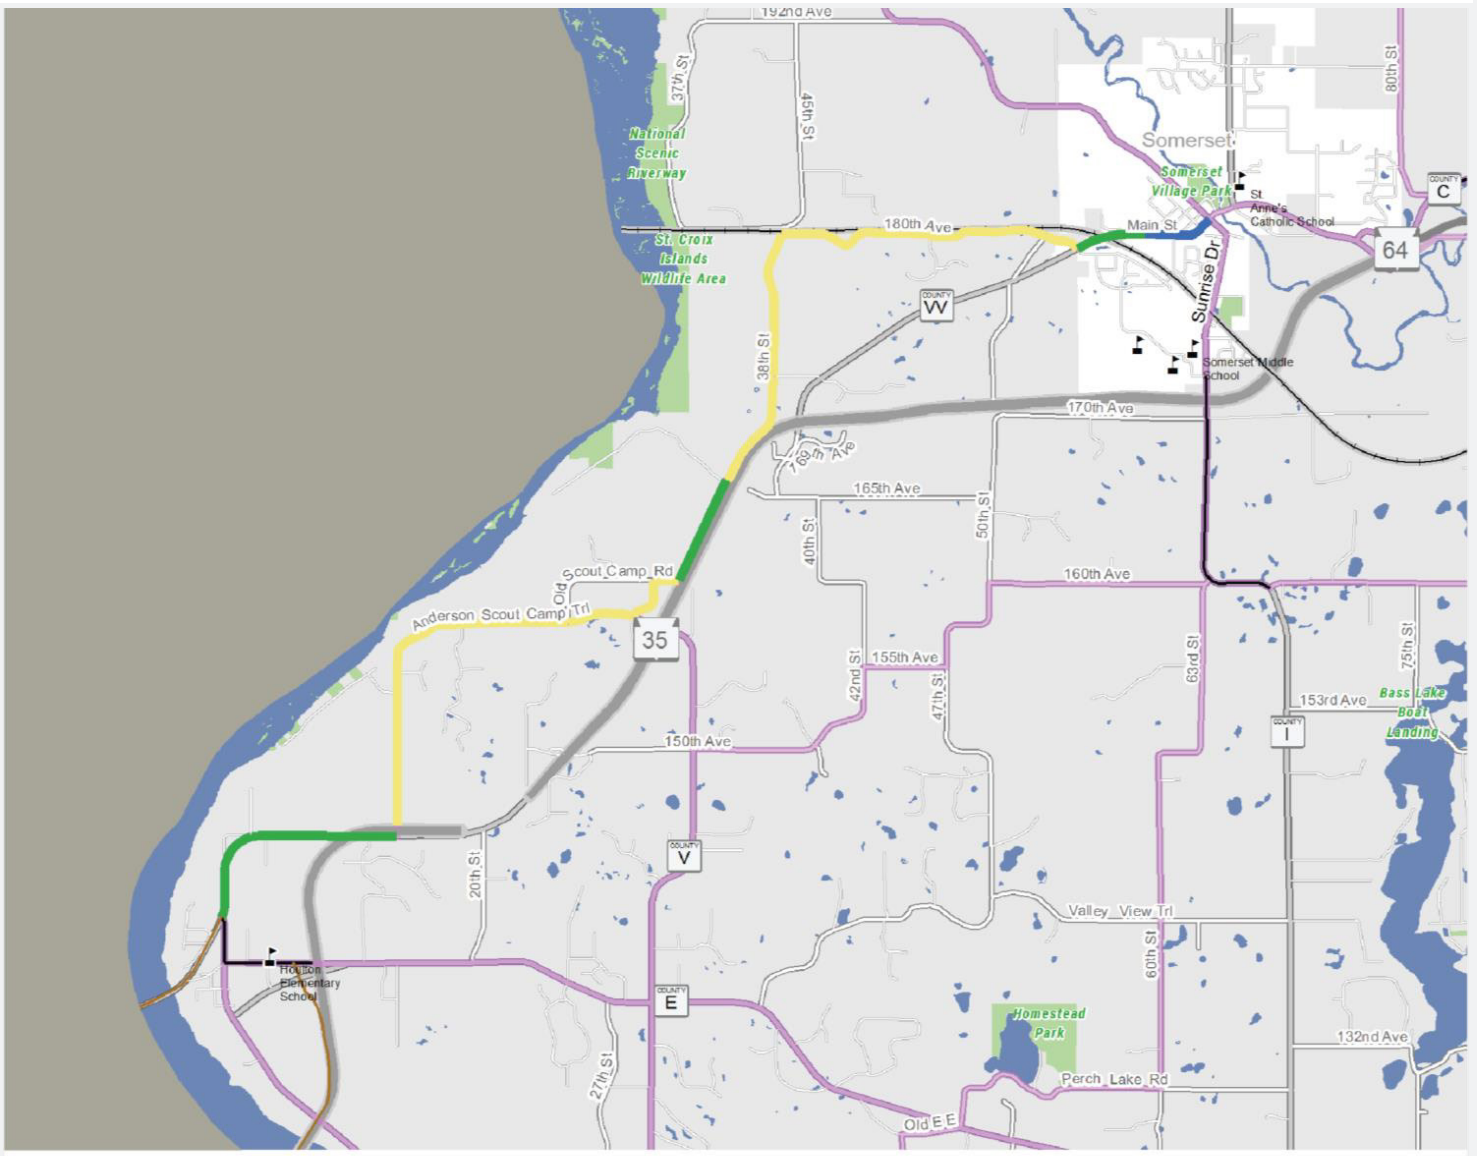 192nd Ave
37th St
45th St
80th St
National
Scenic
Riverway
Somerset
Somerset
Village Park
St.
Anne's
Catholic School
COUNTY
C
180th Ave
Main St
St. Croix
Islands
Wildlife Area
64
Sunrise Dr
COUNTY
VV
38th St
Somerset Middle
School
170th Ave
169th Ave
165th Ave
50th St
40th St
Old Scout Camp Rd
160th Ave
Anderson Scout Camp Trl
35
155th Ave
42nd St
47th St
63rd St
75th St
153rd Ave
Bass Lake
Boat
Landing
COUNTY
I
150th Ave
COUNTY
V
20th St
Valley View Trl
60th St
Houlton
Elementary
School
COUNTY
E
Homestead
Park
132nd Ave
27th St
Perch Lake Rd
Old E E